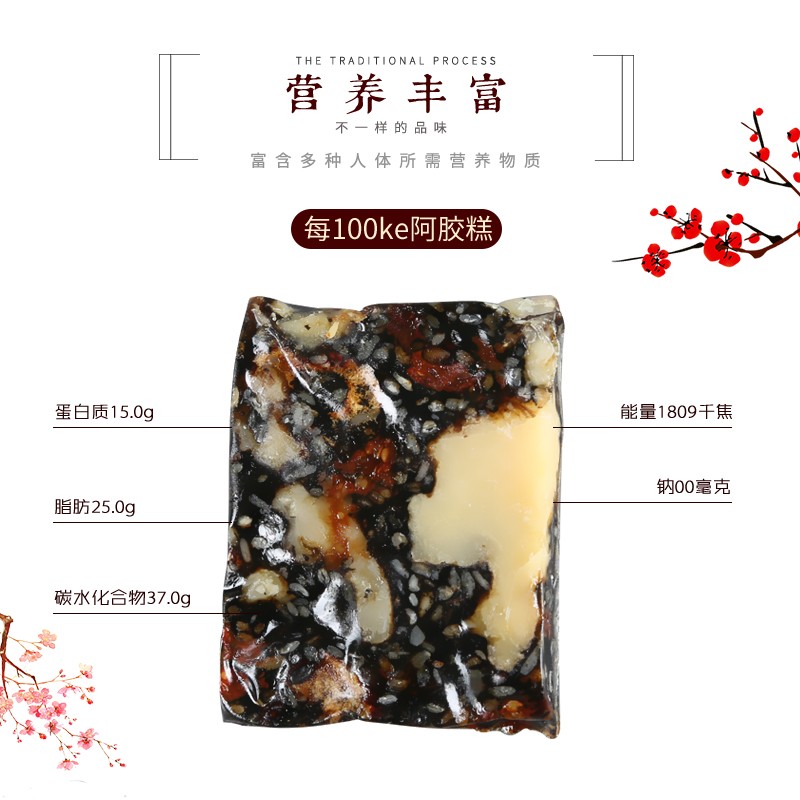 THE TRADITIONAL PROCESS
营养丰富
不一样的品味
富含多种人体所需营养物质
每100ke阿胶糕
蛋白质15.0g
能量1809千焦
钠00毫克
脂肪25.0g
碳水化合物37.0g